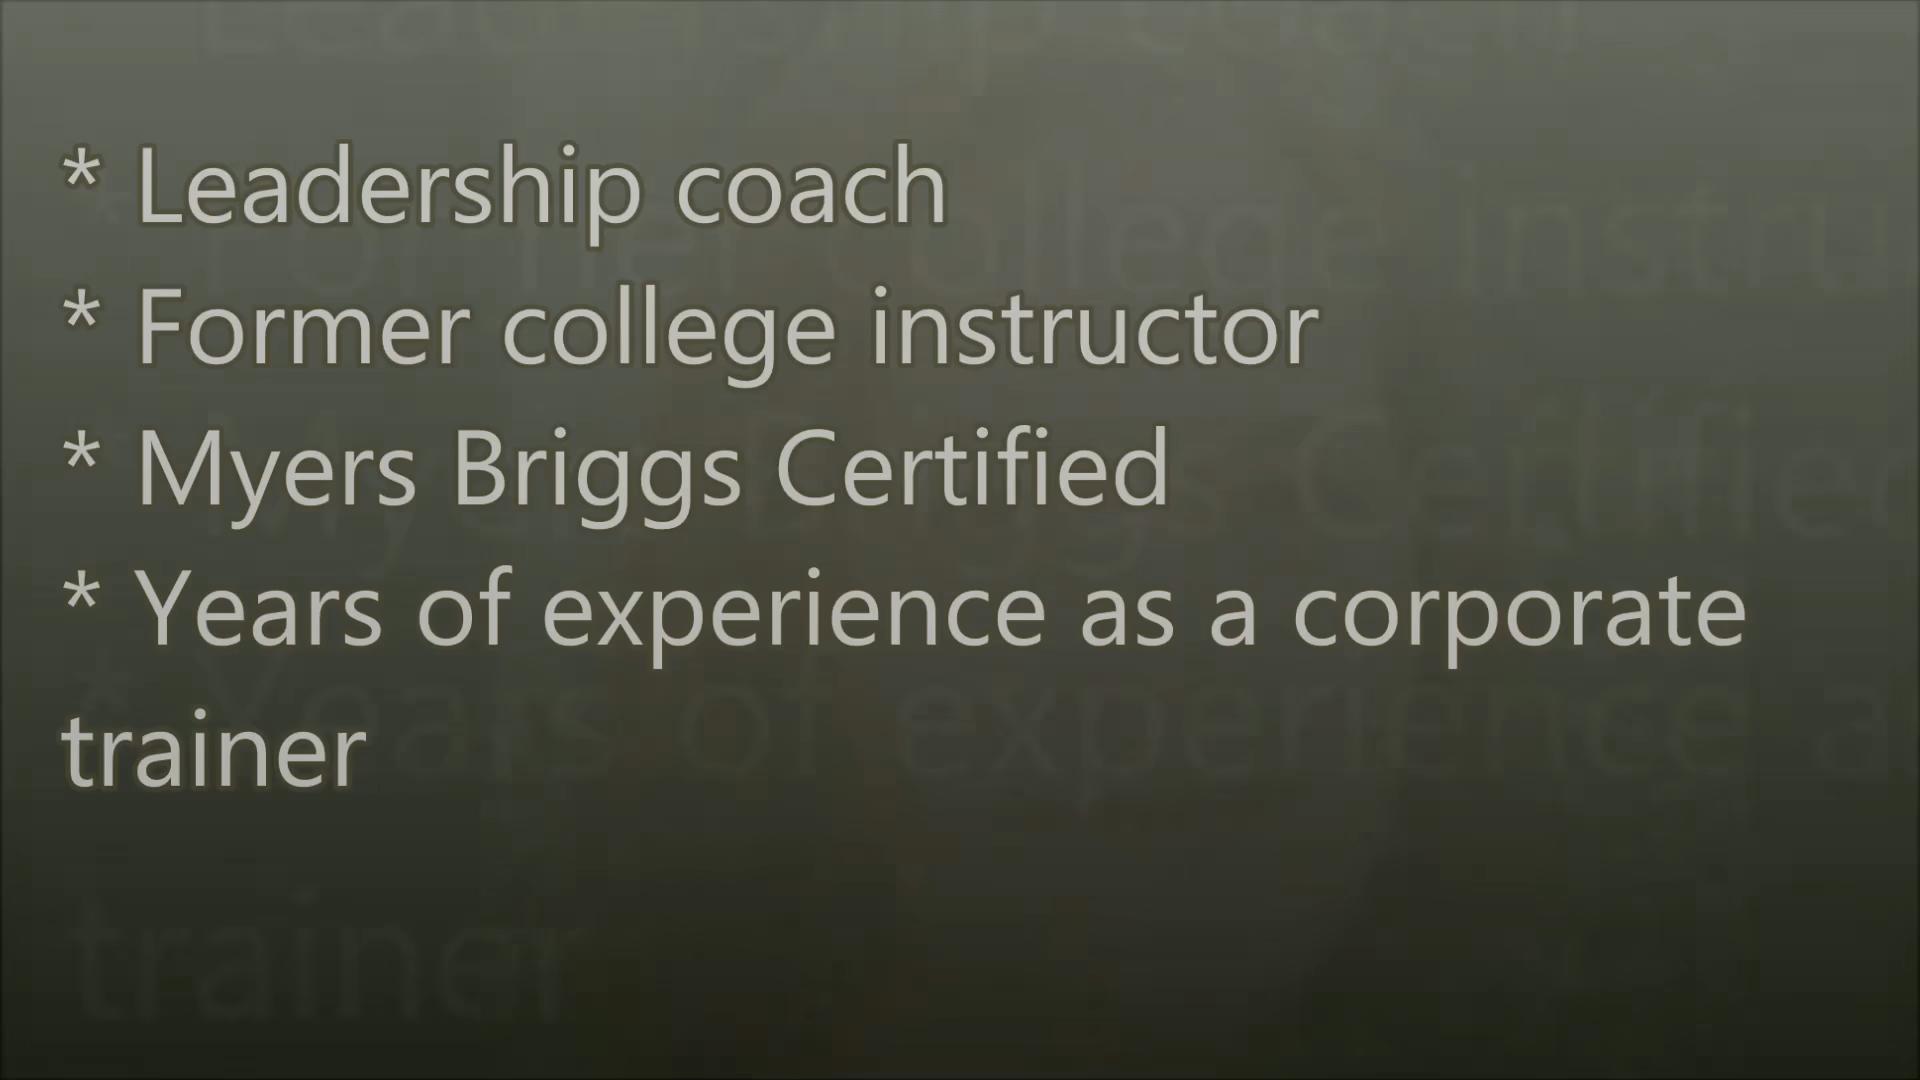 * Leadership coach
* Former college instructor
* Myers Briggs Certified
* Years of experience as a corporate
trainer